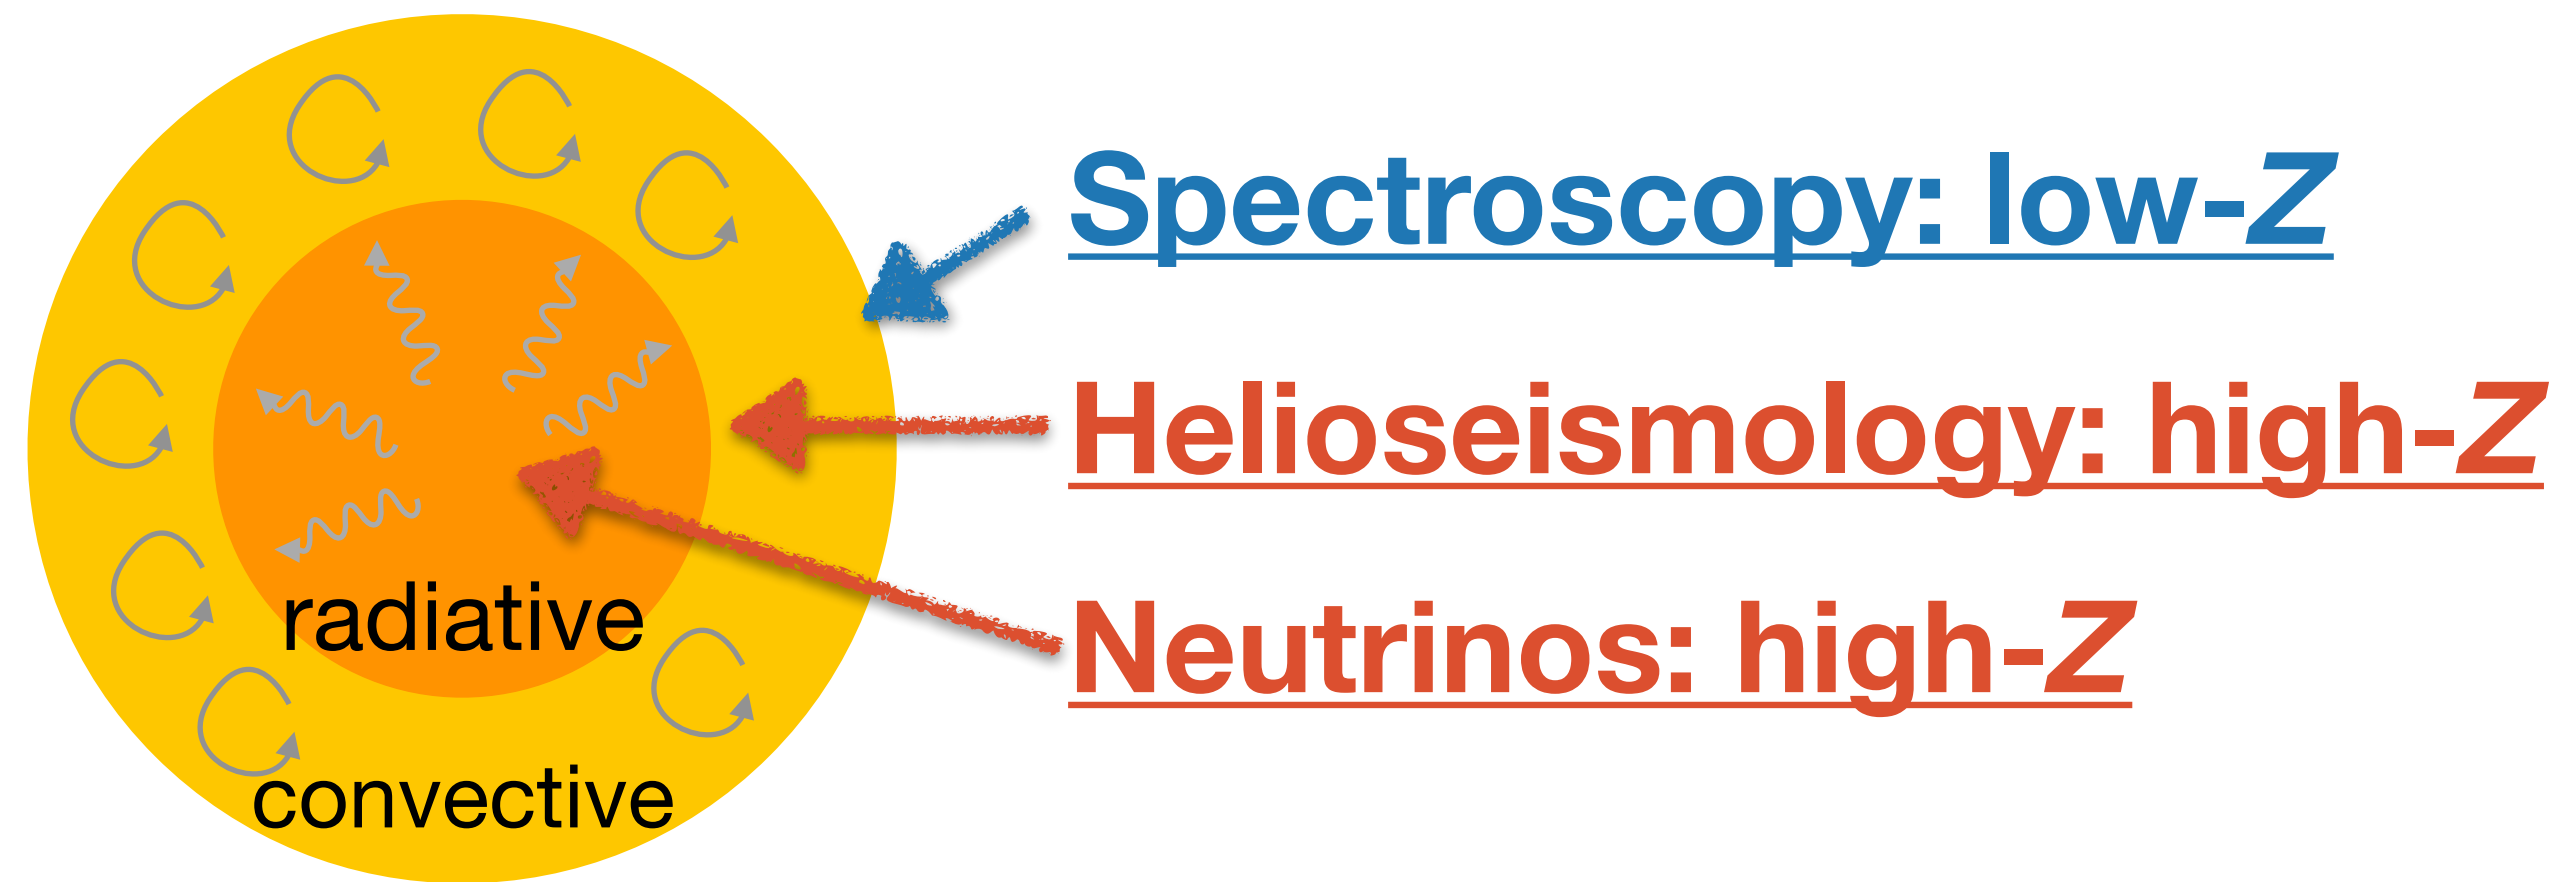 Spectroscopy: low-Z
Helioseismology: high-Z
Neutrinos: high-Z
radiative
convective